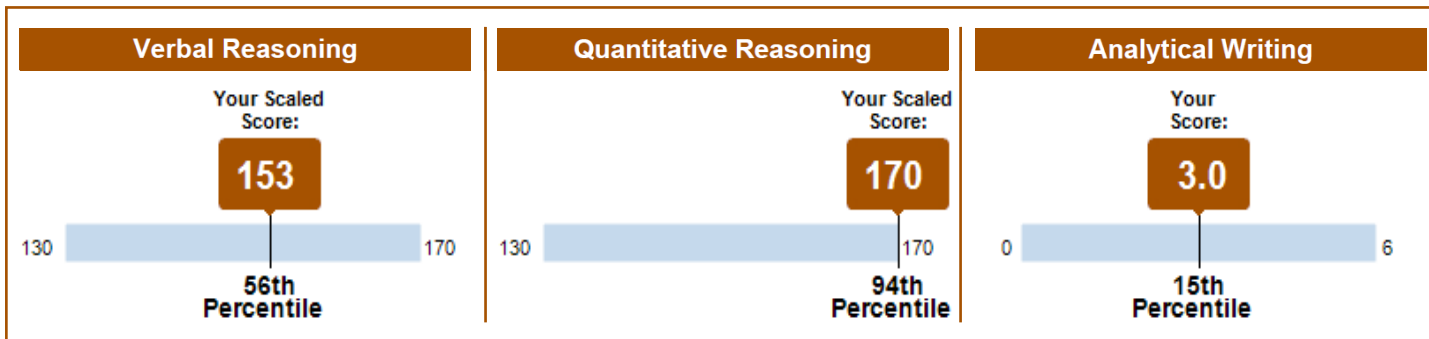 Verbal Reasoning
Your Scaled
Score:
153
130
170
56th
Percentile
Quantitative Reasoning
Your Scaled
Score:
170
130
170
94th
Percentile
Analytical Writing
Your
Score:
3.0
0
6
15th
Percentile